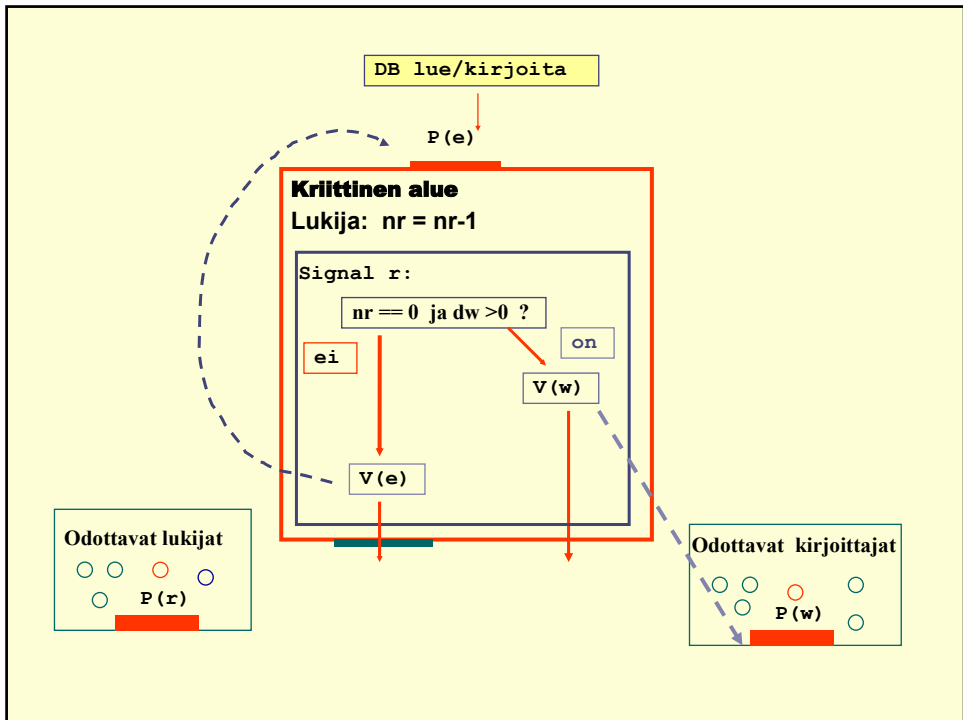 DB lue/kirjoita
P(e)
Kriittinen alue
Lukija: nr = nr-1
Signal r:
nr == 0 ja dw >0 ?
ei
on
V(w)
V(e)
Odottavat lukijat
P(r)
Odottavat kirjoittajat
P(w)